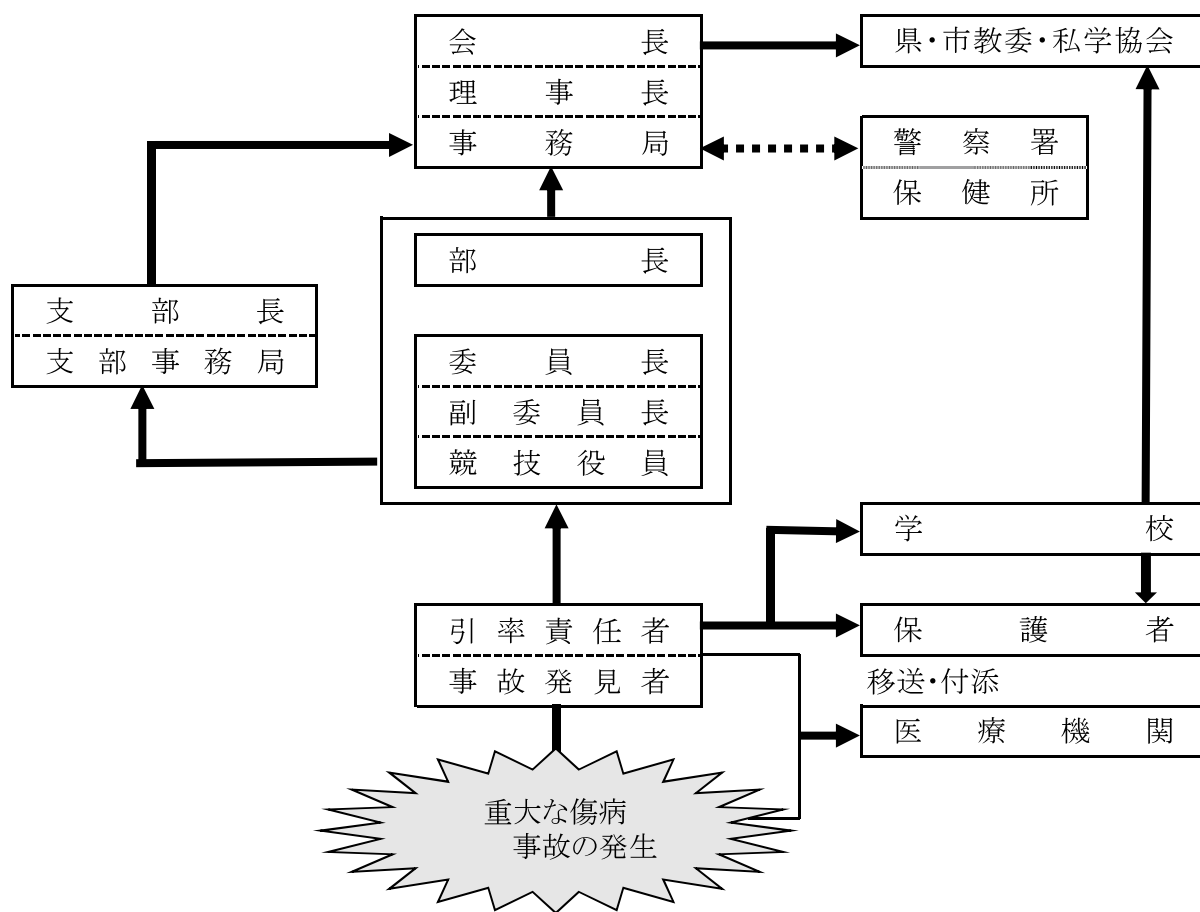 会長
理事長
事務局
県・市教委・私学協会
警察署
保健所
部長
支部長
支部事務局
委員長
副委員長
競技役員
学校
引率責任者
事故発見者
保護者
移送・付添
医療機関
重大な傷病
事故の発生